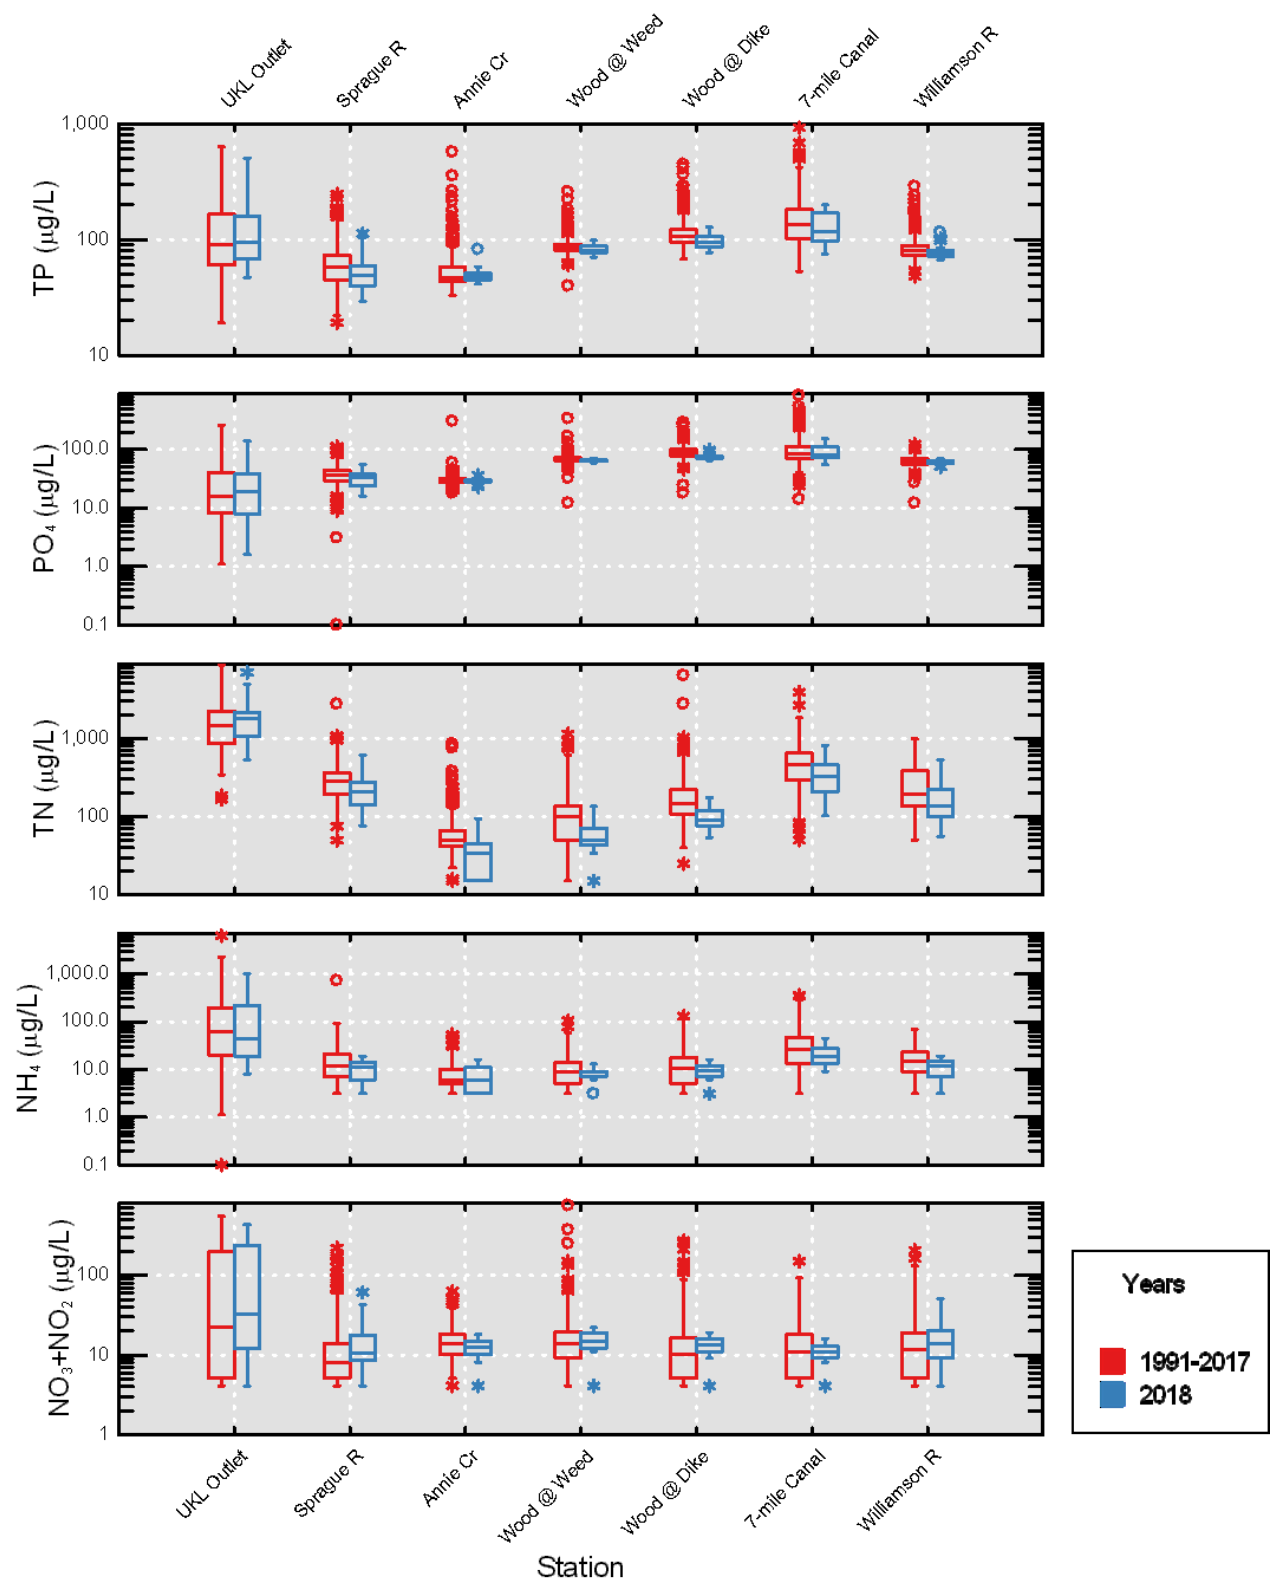 UKL Outlet
Sprague R
Annie Cr
Wood @ Weed
Wood @ Dike
7-mile Canal
Williamson R
TP (µg/L)
1,000
100
10
PO₄ (µg/L)
100.0
10.0
1.0
0.1
TN (µg/L)
1,000
100
10
NH₄ (µg/L)
1,000.0
100.0
10.0
1.0
0.1
NO₃+NO₂ (µg/L)
100
10
1
UKL Outlet
Sprague R
Annie Cr
Wood @ Weed
Wood @ Dike
7-mile Canal
Williamson R
Station
Years
1991-2017
2018